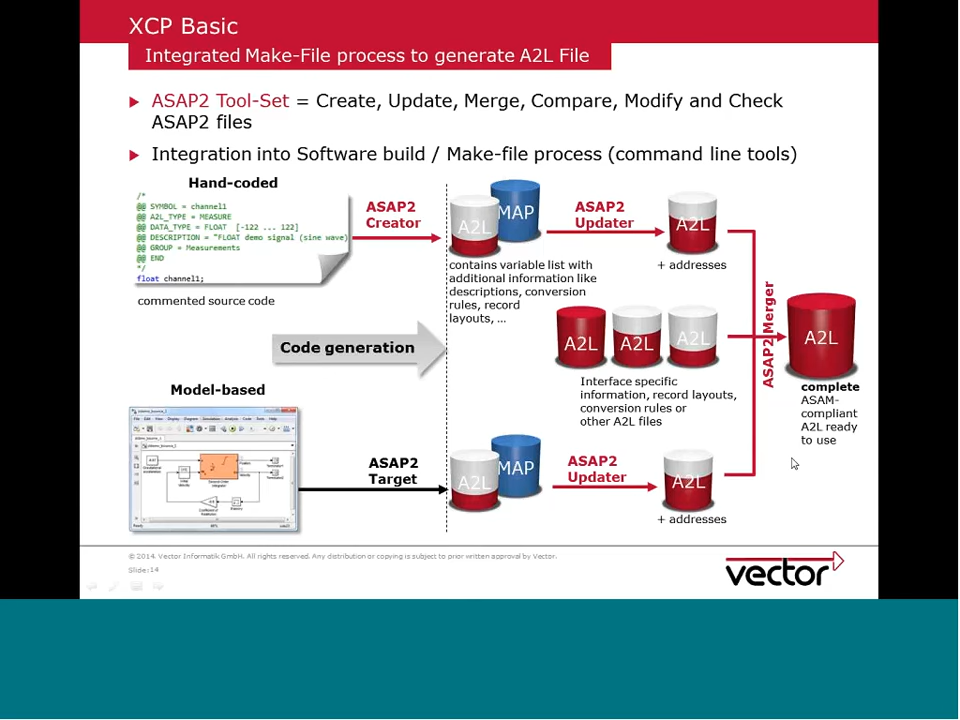 XCP Basic
Integrated Make-File process to generate A2L File
ASAP2 Tool-Set = Create, Update, Merge, Compare, Modify and Check
ASAP2 files
Integration into Software build / Make-file process (command line tools)
Hand-coded
/*
@@ SYMBOL = channel1
@@ A2L_TYPE = MEASURE
@@ DATA_TYPE = FLOAT [-122 ... 122]
@@ DESCRIPTION = "FLOAT demo signal (sine wave)
@@ GROUP = Measurements
@@ END
*/
float channel1;
commented source code
ASAP2
Creator
A2L
MAP
contains variable list with
additional information like
descriptions, conversion
rules, record
layouts, …
ASAP2
Updater
A2L
+ addresses
Code generation
A2L
A2L
A2L
Interface specific
information, record layouts,
conversion rules or
other A2L files
ASAP2 Merger
A2L
complete
ASAM-
compliant
A2L ready
to use
Model-based
ASAP2
Target
A2L
MAP
ASAP2
Updater
A2L
+ addresses
© 2014. Vector Informatik GmbH. All rights reserved. Any distribution or copying is subject to prior written approval by Vector.
Slide: 14
vector